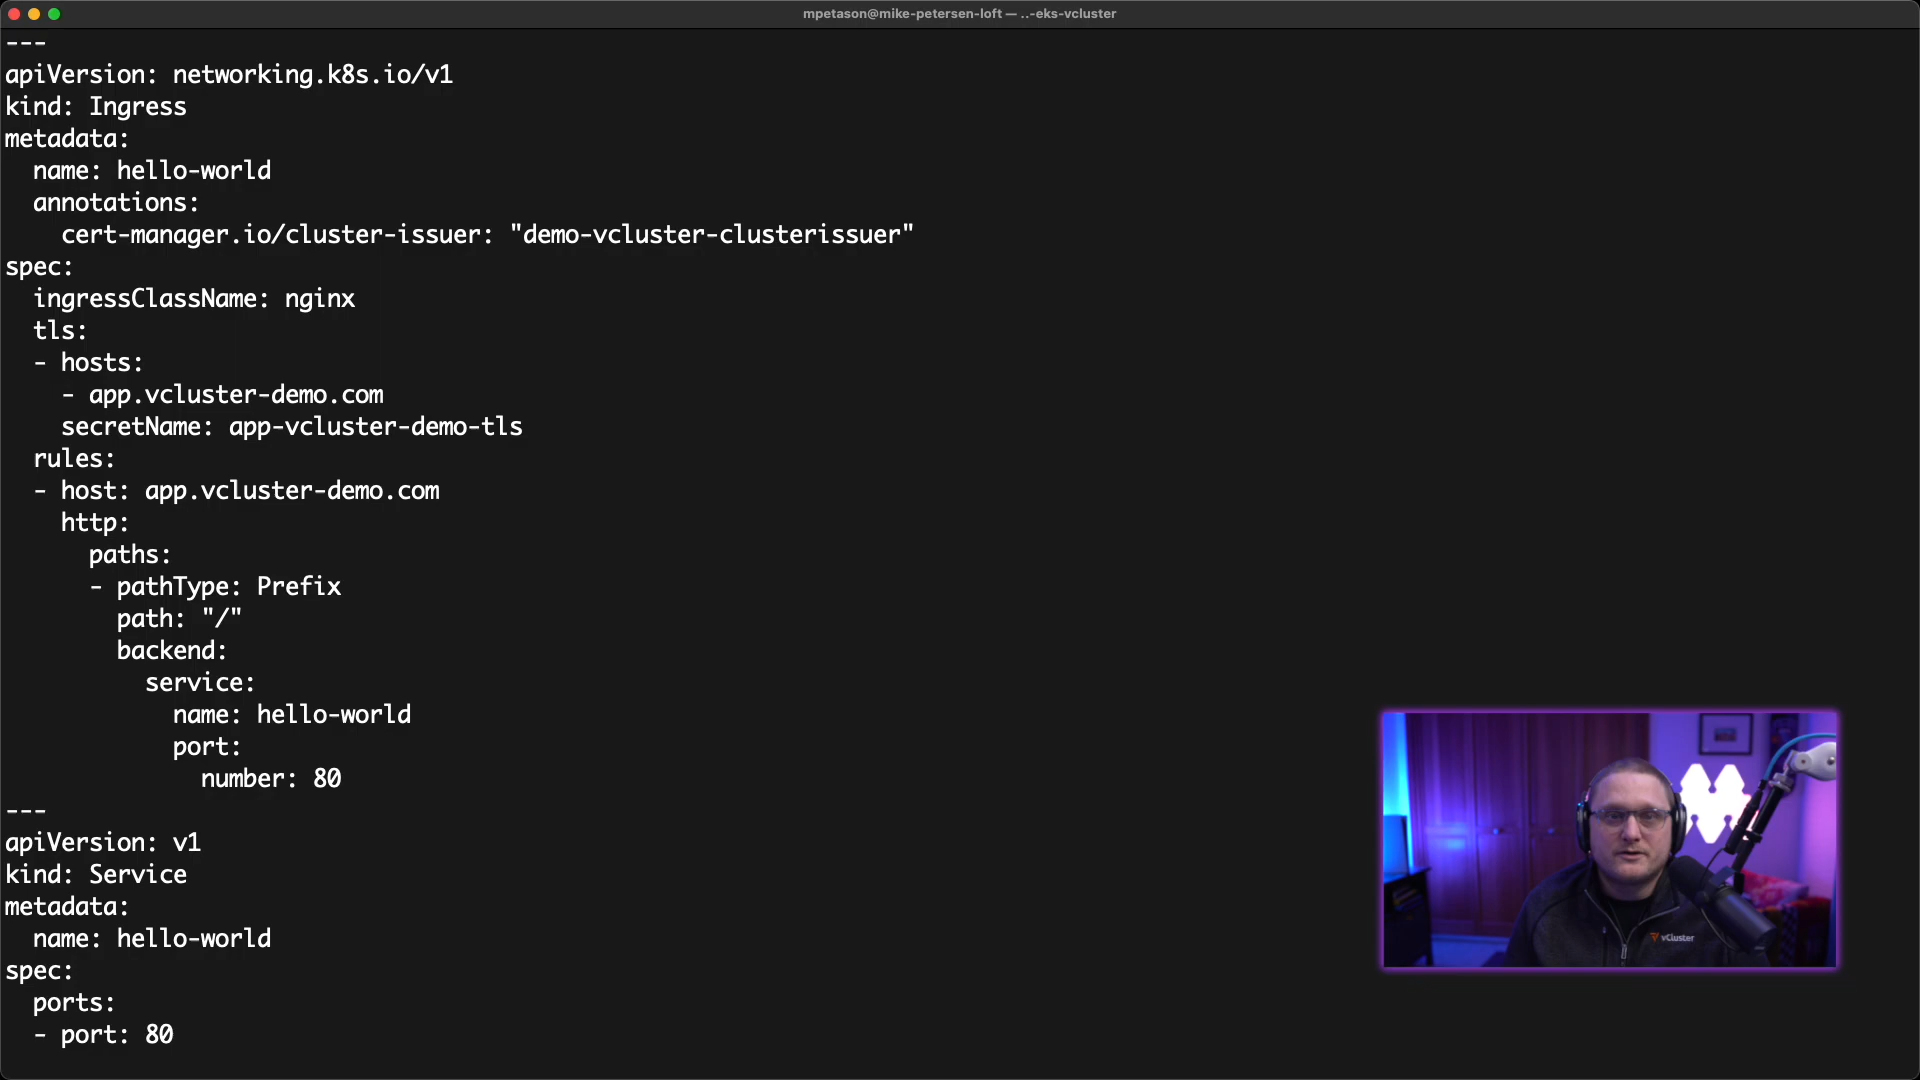 mpetason@mike-petersen-loft — ..-eks-vcluster
---
apiVersion: networking.k8s.io/v1
kind: Ingress
metadata:
  name: hello-world
  annotations:
    cert-manager.io/cluster-issuer: "demo-vcluster-clusterissuer"
spec:
  ingressClassName: nginx
  tls:
  - hosts:
    - app.vcluster-demo.com
    secretName: app-vcluster-demo-tls
  rules:
  - host: app.vcluster-demo.com
    http:
      paths:
      - pathType: Prefix
        path: "/"
        backend:
          service:
            name: hello-world
            port:
              number: 80
---
apiVersion: v1
kind: Service
metadata:
  name: hello-world
spec:
  ports:
  - port: 80
vCluster